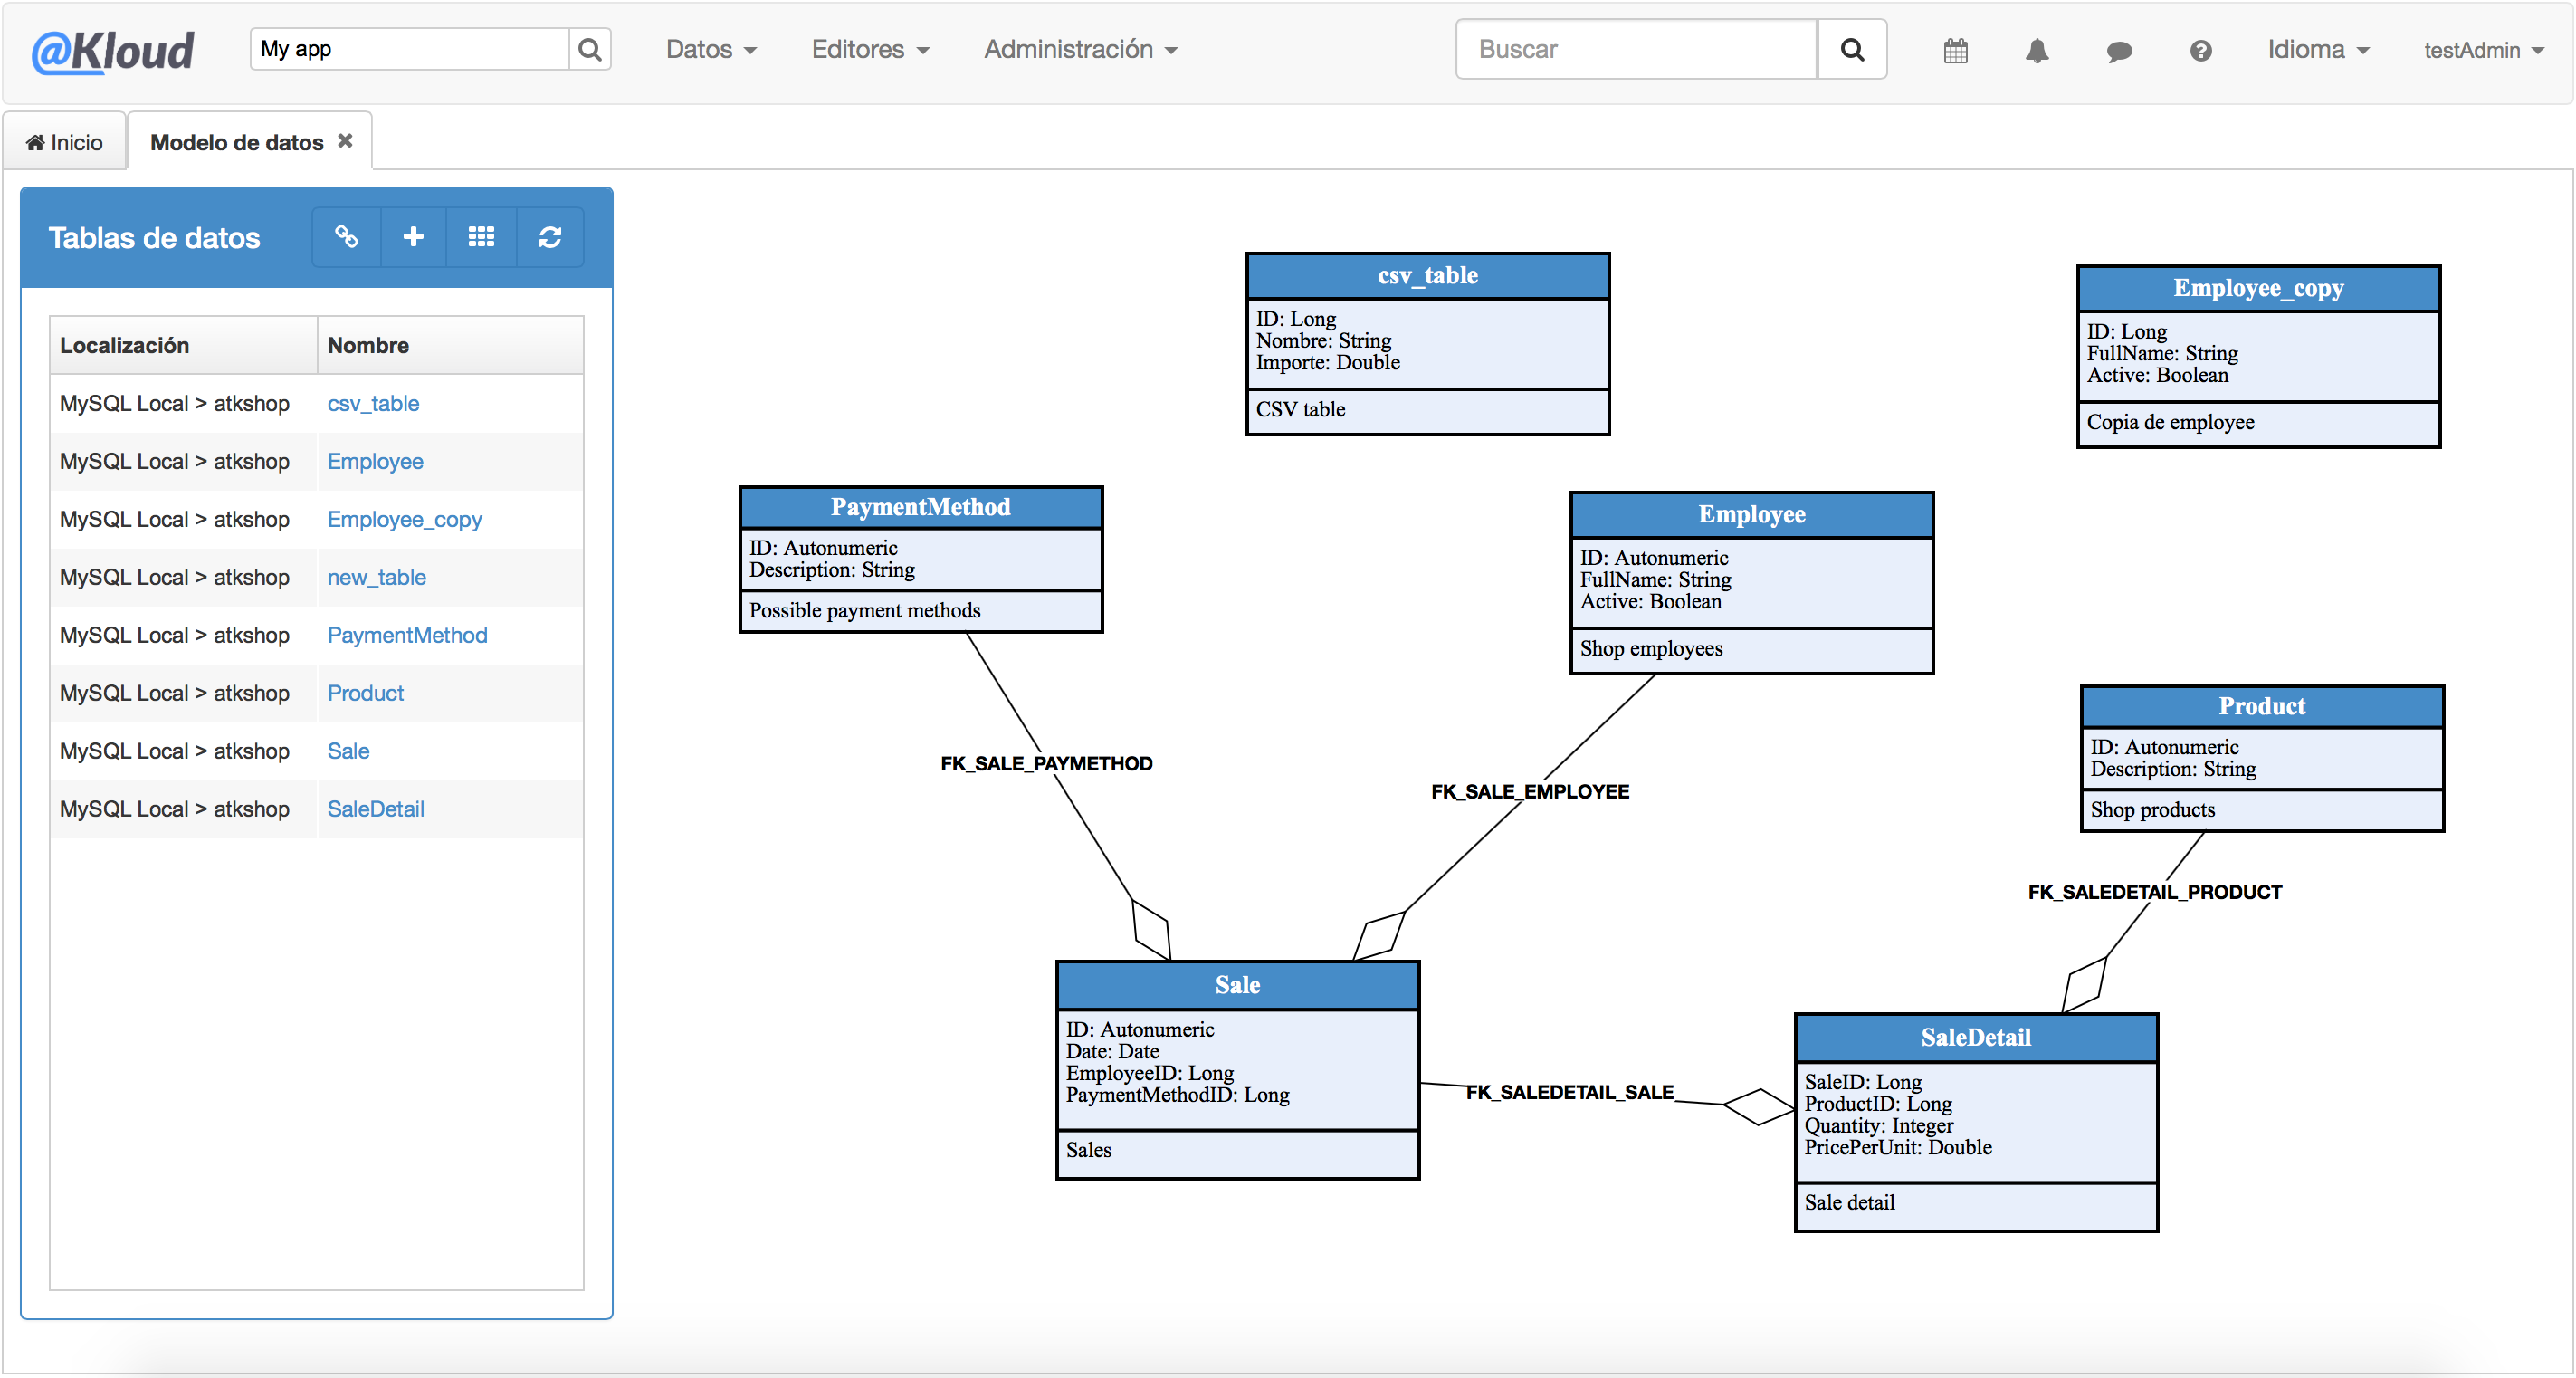 @Kloud
My app
Datos
Editores
Administración
Buscar
Idioma
testAdmin
Inicio
Modelo de datos
Tablas de datos
Localización Nombre
MySQL Local > atkshop csv_table
MySQL Local > atkshop Employee
MySQL Local > atkshop Employee_copy
MySQL Local > atkshop new_table
MySQL Local > atkshop PaymentMethod
MySQL Local > atkshop Product
MySQL Local > atkshop Sale
MySQL Local > atkshop SaleDetail
csv_table
ID: Long
Nombre: String
Importe: Double
CSV table
Employee_copy
ID: Long
FullName: String
Active: Boolean
Copia de employee
PaymentMethod
ID: Autonumeric
Description: String
Possible payment methods
Employee
ID: Autonumeric
FullName: String
Active: Boolean
Shop employees
Product
ID: Autonumeric
Description: String
Shop products
FK_SALE_PAYMETHOD
FK_SALE_EMPLOYEE
FK_SALEDETAIL_PRODUCT
Sale
ID: Autonumeric
Date: Date
EmployeeID: Long
PaymentMethodID: Long
Sales
FK_SALEDETAIL_SALE
SaleDetail
SaleID: Long
ProductID: Long
Quantity: Integer
PricePerUnit: Double
Sale detail